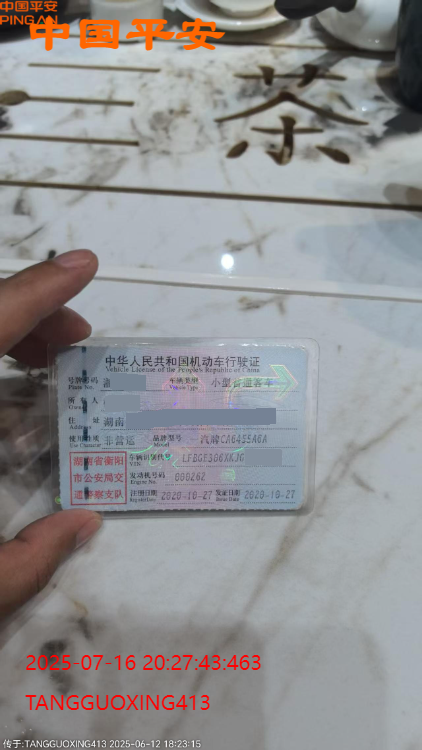 中国平安
PINGAN
中国平安
茶
中华人民共和国机动车行驶证
Vehicle License of the People's Republic of China
号牌号码
Plate No.
车辆类型
Vehicle Type
小型普通客车
所有人
Owner
住址
Address
湖南
使用性质
Use Character
非营运
品牌型号
Model
汽牌CA6455A6A
湖南省衡阳
市公安局交
通警察支队
车辆识别代号
VIN
发动机号码
Engine No.
000262
注册日期
Register Date
2020-10-27
发证日期
Issue Date
2020-10-27
2025-07-16 20:27:43:463
TANGGUOXING413
传于:TANGGUOXING413 2025-06-12 18:23:15